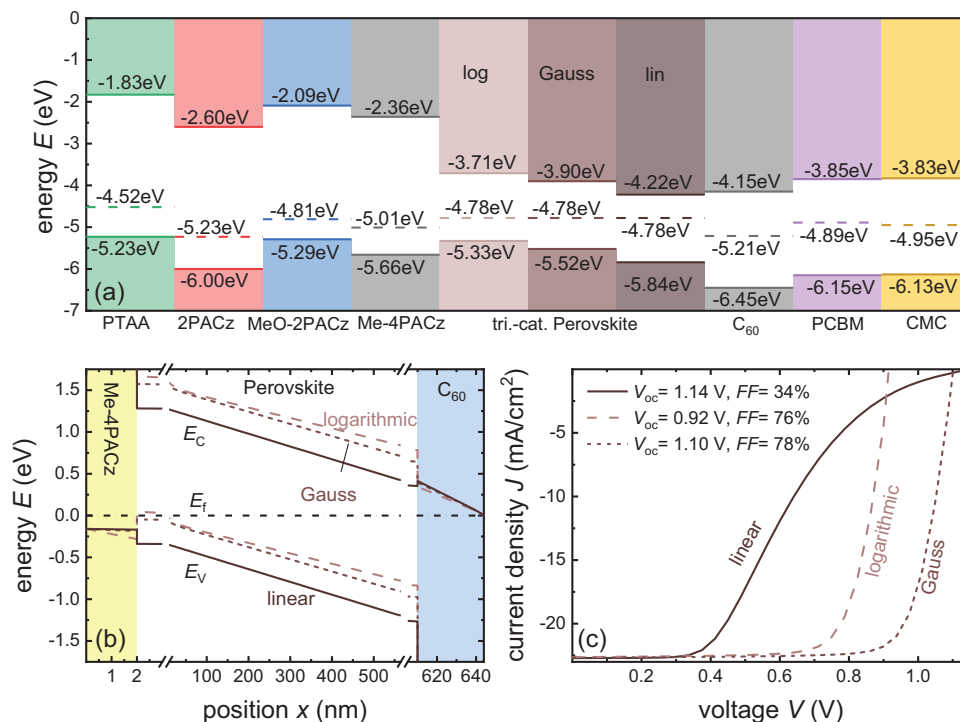 0
-1
-2
-3
-4
-5
-6
-7
energy E (eV)
log
Gauss
lin
-1.83eV
-2.60eV
-2.09eV
-2.36eV
-3.71eV
-3.90eV
-4.22eV
-4.15eV
-3.85eV
-3.83eV
-4.52eV
-5.23eV
-4.81eV
-5.01eV
-4.78eV
-4.78eV
-4.78eV
-5.21eV
-4.89eV
-4.95eV
-5.23eV
-6.00eV
-5.29eV
-5.66eV
-5.33eV
-5.52eV
-5.84eV
-6.45eV
-6.15eV
-6.13eV
(a)
PTAA
2PACz
MeO-2PACz
Me-4PACz
tri.-cat. Perovskite
C₆₀
PCBM
CMC
1.5
1.0
0.5
0.0
-0.5
-1.0
-1.5
energy E (eV)
Me-4PACz
Perovskite
C₆₀
logarithmic
E_C
Gauss
E_f
E_V
linear
(b)
1
2
100
200
300
400
500
620
640
position x (nm)
-5
-10
-15
-20
current density J (mA/cm²)
V_oc = 1.14 V, FF= 34%
V_oc = 0.92 V, FF= 76%
V_oc = 1.10 V, FF= 78%
linear
logarithmic
Gauss
(c)
0.2
0.4
0.6
0.8
1.0
voltage V (V)